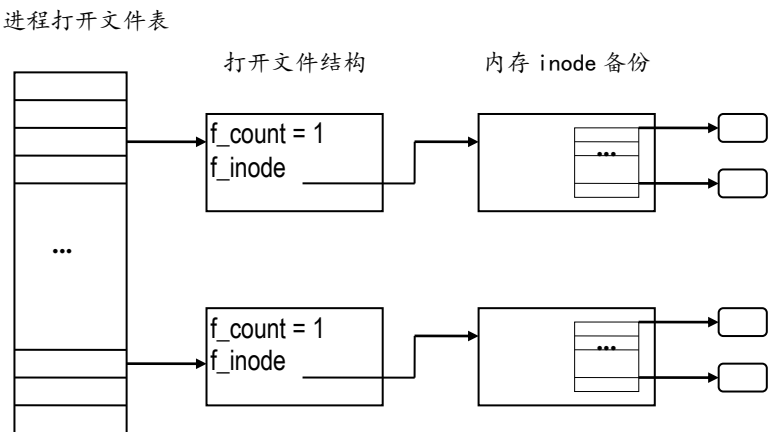 进程打开文件表
打开文件结构
内存 inode 备份
f_count = 1
f_inode
...
...
f_count = 1
f_inode
...